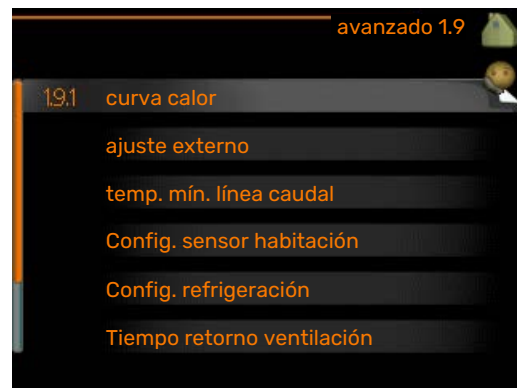 avanzado 1.9
1.9.1 curva calor
ajuste externo
temp. mín. línea caudal
Config. sensor habitación
Config. refrigeración
Tiempo retorno ventilación